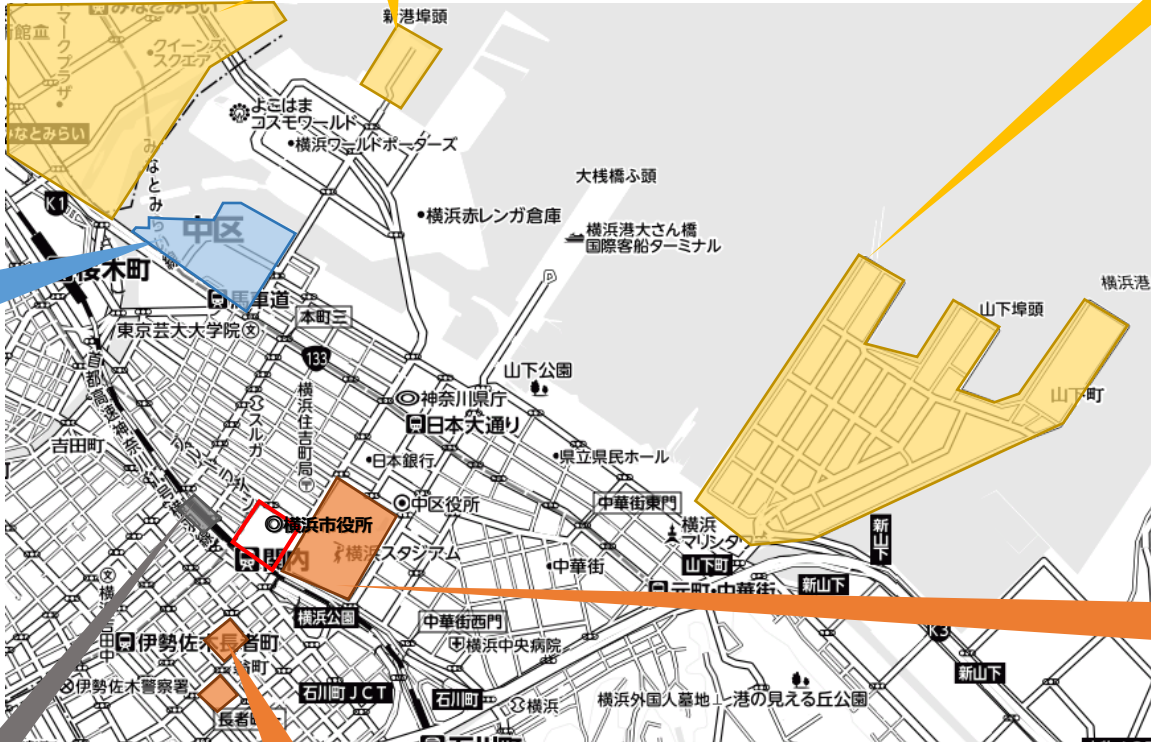 みなとみらい
新港埠頭
マークプラザ
クイーンズ
スクエア
よこはま
コスモワールド
横浜ワールドポーターズ
みなとみらい
K1
大桟橋ふ頭
横浜赤レンガ倉庫
横浜港大さん橋
国際客船ターミナル
中区
桜木町
馬車道
本町三
東京芸大大学院
133
横浜港
山下埠頭
山下町
山下公園
神奈川県庁
日本大通り
横浜住吉町局
吉田町
日本銀行
県立県民ホール
中区役所
中華街東門
横浜
マリンタワー
新山下
横浜市役所
関内
横浜スタジアム
中華街
山下町
元町・中華街
新山下
横浜公園
中華街西門
K3
伊勢佐木長者町
横浜中央病院
新山下
伊勢佐木警察署
石川町JCT
石川町
横浜
横浜外国人墓地
港の見える丘公園
石川町